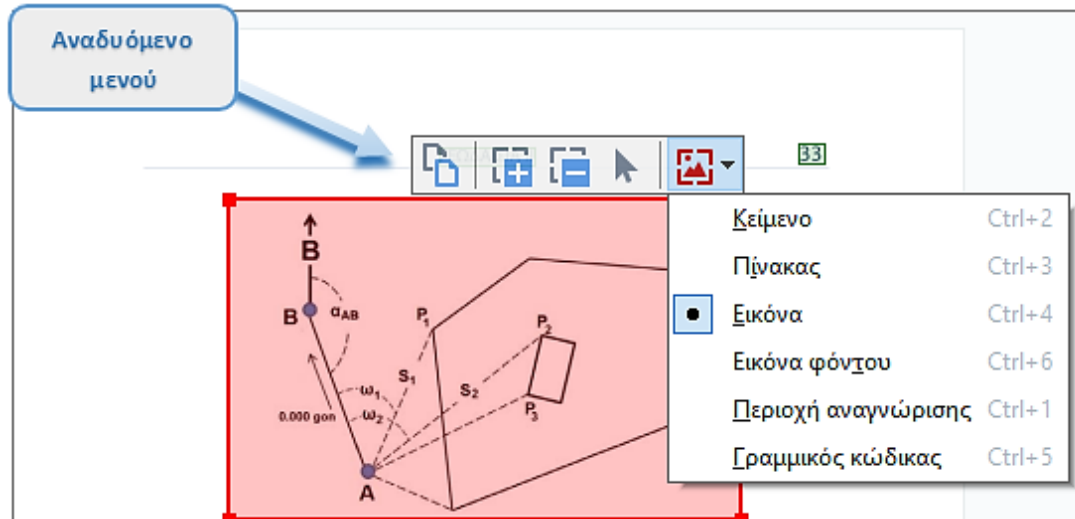 Αναδυόμενο
μενού
33
Κείμενο Ctrl+2
Πίνακας Ctrl+3
Εικόνα Ctrl+4
Εικόνα φόντου Ctrl+6
Περιοχή αναγνώρισης Ctrl+1
Γραμμικός κώδικας Ctrl+5
B
B
αAB
P1
P2
S1
S2
ω1
ω2
0.000 gon
P3
A